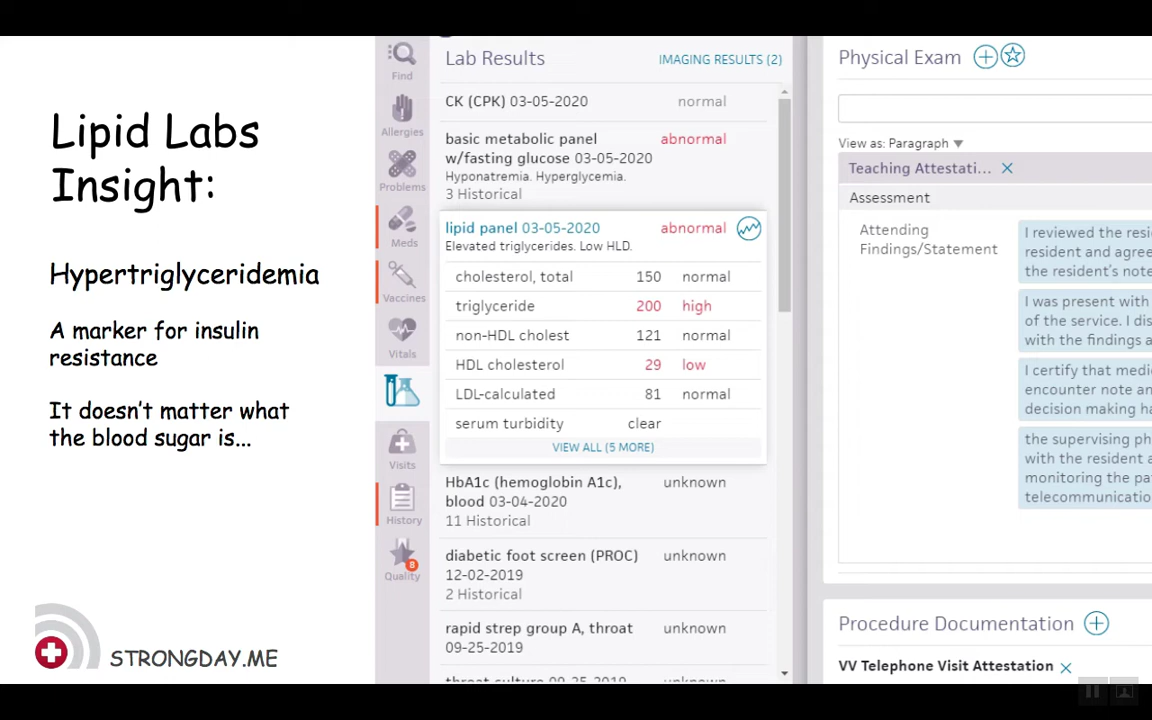 Lipid Labs
Insight:
Hypertriglyceridemia
A marker for insulin
resistance
It doesn't matter what
the blood sugar is...
STRONGDAY.ME
Find
Allergies
Problems
Meds
Vaccines
Vitals
Visits
History
8
Quality
Lab Results IMAGING RESULTS (2)
CK (CPK) 03-05-2020 normal
basic metabolic panel abnormal
w/fasting glucose 03-05-2020
Hyponatremia. Hyperglycemia.
3 Historical
lipid panel 03-05-2020 abnormal
Elevated triglycerides. Low HLD.
cholesterol, total 150 normal
triglyceride 200 high
non-HDL cholest 121 normal
HDL cholesterol 29 low
LDL-calculated 81 normal
serum turbidity clear
VIEW ALL (5 MORE)
HbA1c (hemoglobin A1c), unknown
blood 03-04-2020
11 Historical
diabetic foot screen (PROC) unknown
12-02-2019
2 Historical
rapid strep group A, throat unknown
09-25-2019
throat culture 09-25-2019 unknown
Physical Exam
View as: Paragraph
Teaching Attestati...
Assessment
Attending
Findings/Statement
I reviewed the resi
resident and agree
the resident's note
I was present with
of the service. I dis
with the findings a
I certify that medi
encounter note an
decision making ha
the supervising ph
with the resident a
monitoring the pat
telecommunicatio
Procedure Documentation
VV Telephone Visit Attestation